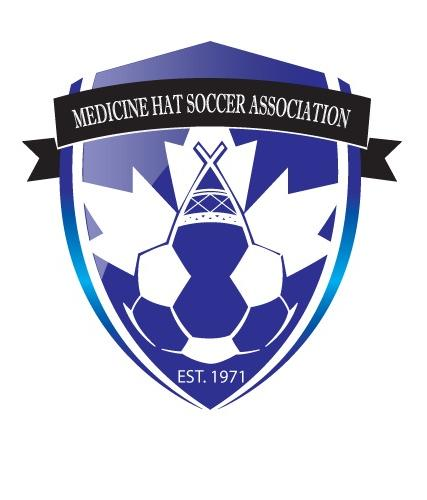 MEDICINE HAT SOCCER ASSOCIATION
EST. 1971